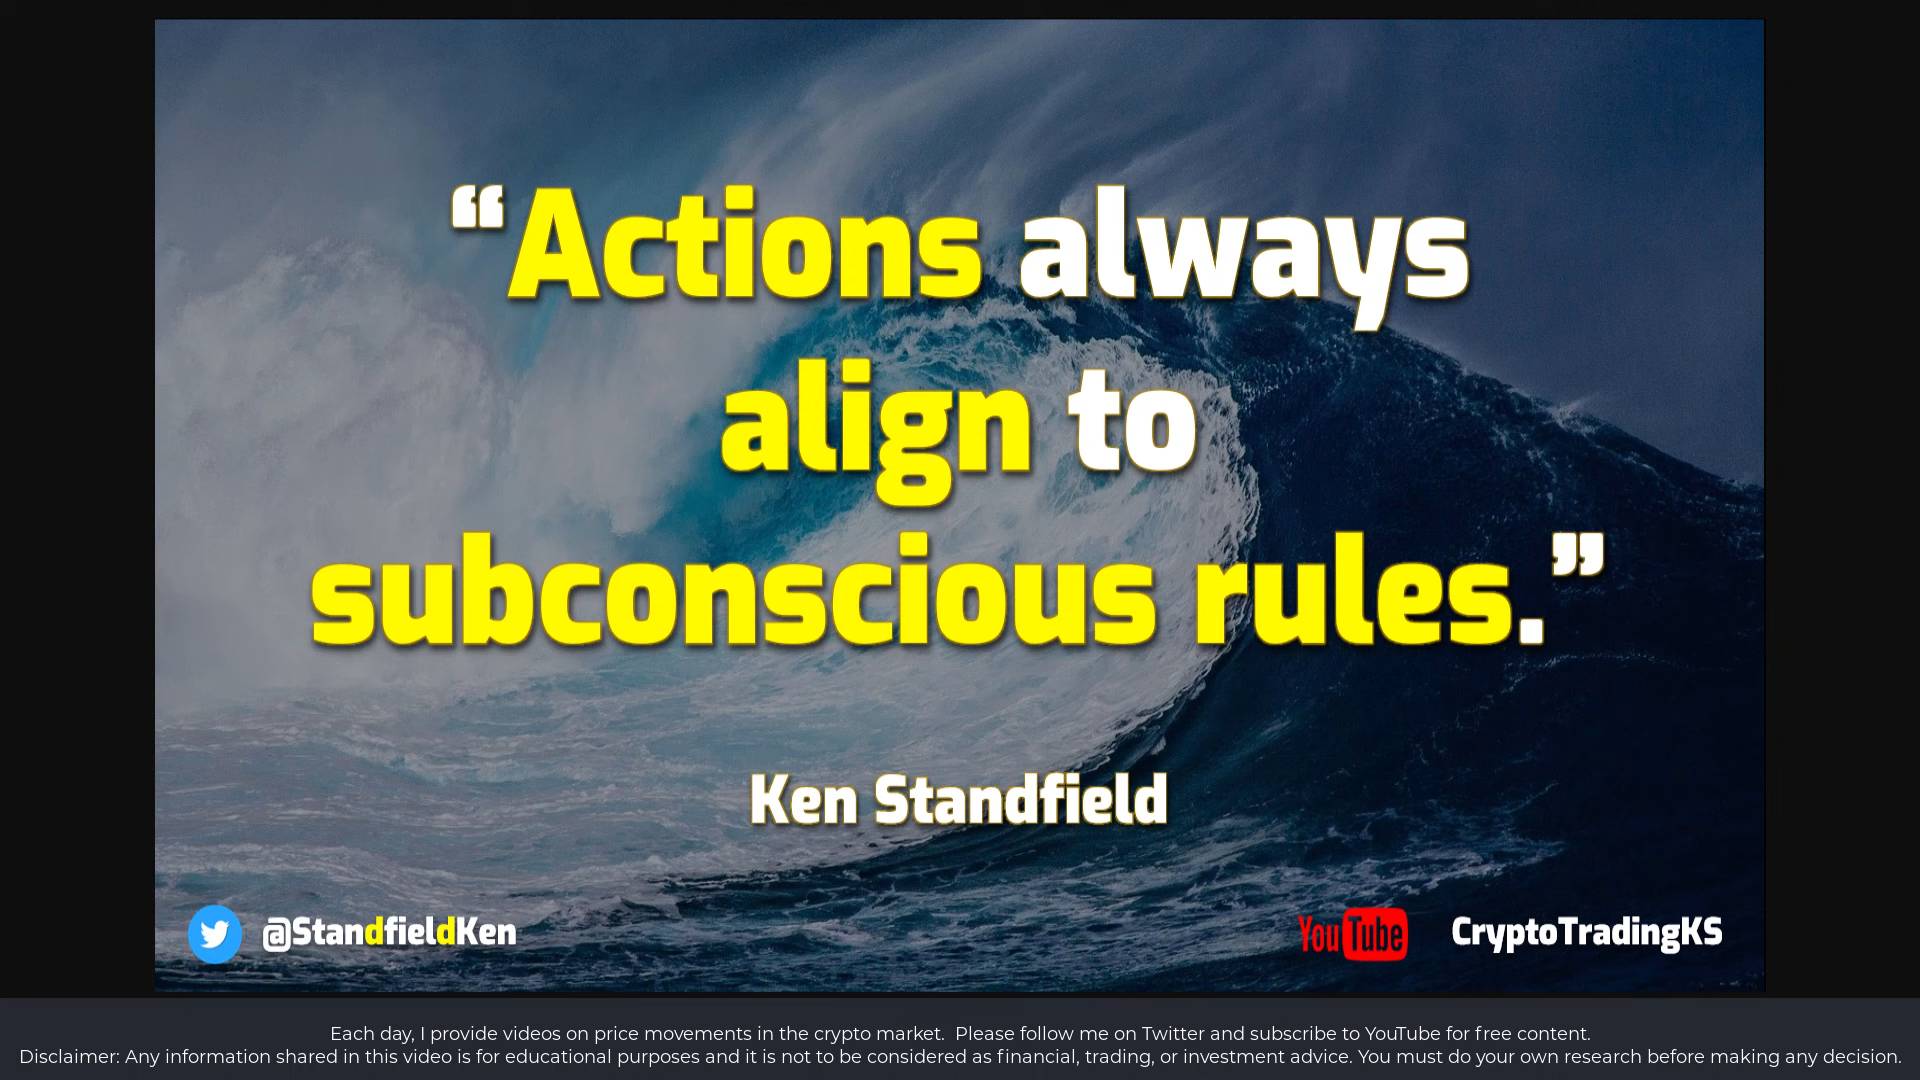 “Actions always
align to
subconscious rules.”
Ken Standfield
@StandfieldKen
YouTube CryptoTradingKS
Each day, I provide videos on price movements in the crypto market.  Please follow me on Twitter and subscribe to YouTube for free content.
Disclaimer: Any information shared in this video is for educational purposes and it is not to be considered as financial, trading, or investment advice. You must do your own research before making any decision.